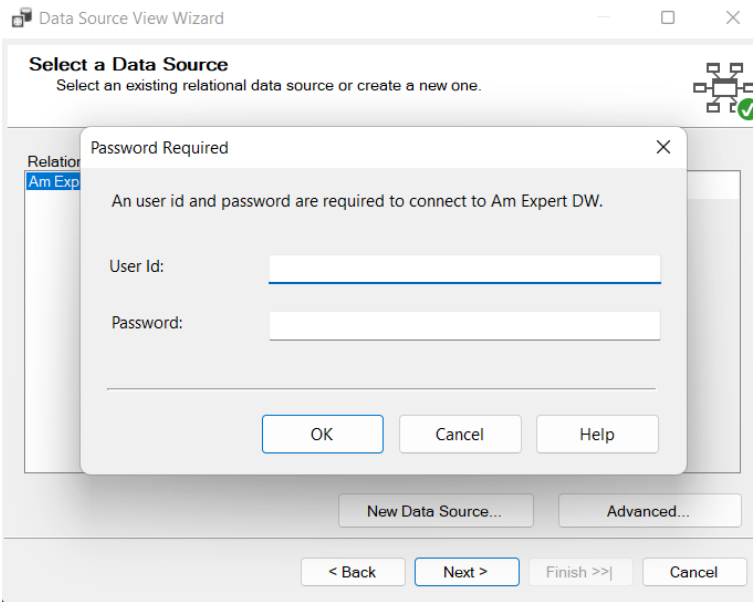 Data Source View Wizard
Select a Data Source
Select an existing relational data source or create a new one.
Password Required
Am Exp
An user id and password are required to connect to Am Expert DW.
User Id:
Password:
OK
Cancel
Help
New Data Source...
Advanced...
< Back
Next >
Finish >>|
Cancel